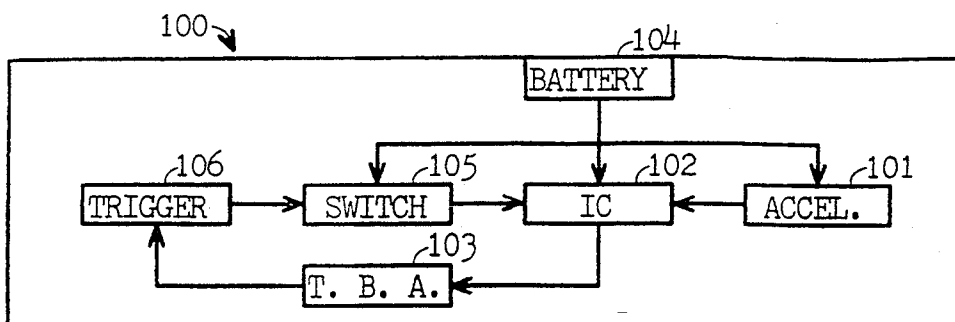 100
104
BATTERY
106
105
102
101
TRIGGER
SWITCH
IC
ACCEL.
103
T. B. A.